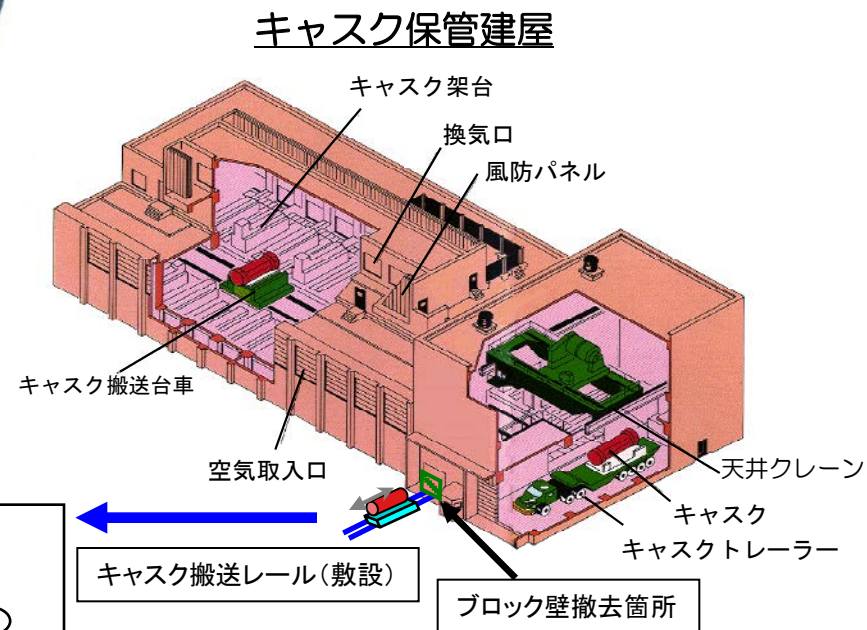 キャスク保管建屋
キャスク架台
換気口
風防パネル
キャスク搬送台車
空気取入口
天井クレーン
キャスク
キャスクトレーラー
キャスク搬送レール（敷設）
ブロック壁撤去箇所